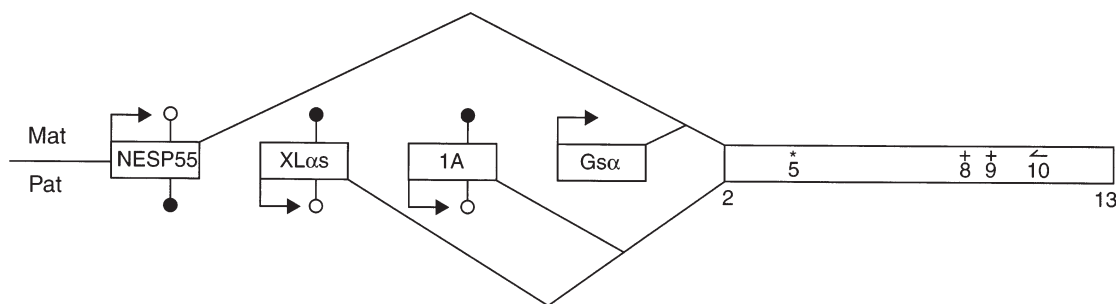 Mat
Pat
NESP55
XLαs
1A
Gsα
*
5
+ +
8 9 10
2
13